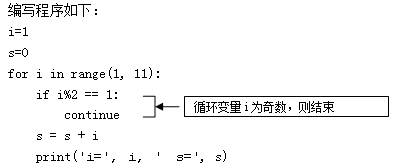 编写程序如下：
i=1
s=0
for i in range(1, 11):
    if i%2 == 1:
        continue
循环变量 i 为奇数，则结束
    s = s + i
    print('i=', i, '  s=', s)